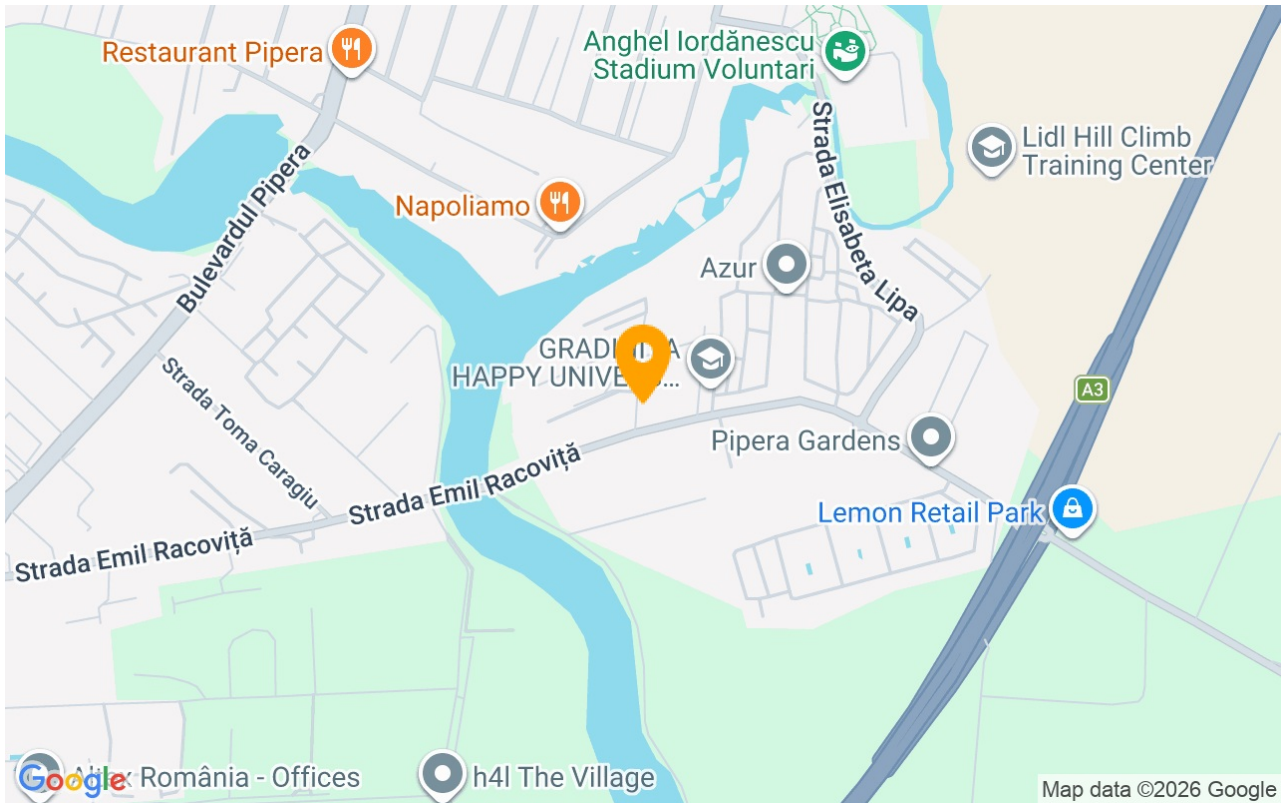 Restaurant Pipera
Anghel Iordănescu
Stadium Voluntari
Lidl Hill Climb
Training Center
Strada Elisabeta Lipa
Bulevardul Pipera
Napoliamo
Azur
HAPPY
A3
Strada Toma Caragiu
Pipera Gardens
Strada Emil Racoviță
Lemon Retail Park
Strada Emil Racoviță
Google
România - Offices
h4l The Village
Map data ©2026 Google